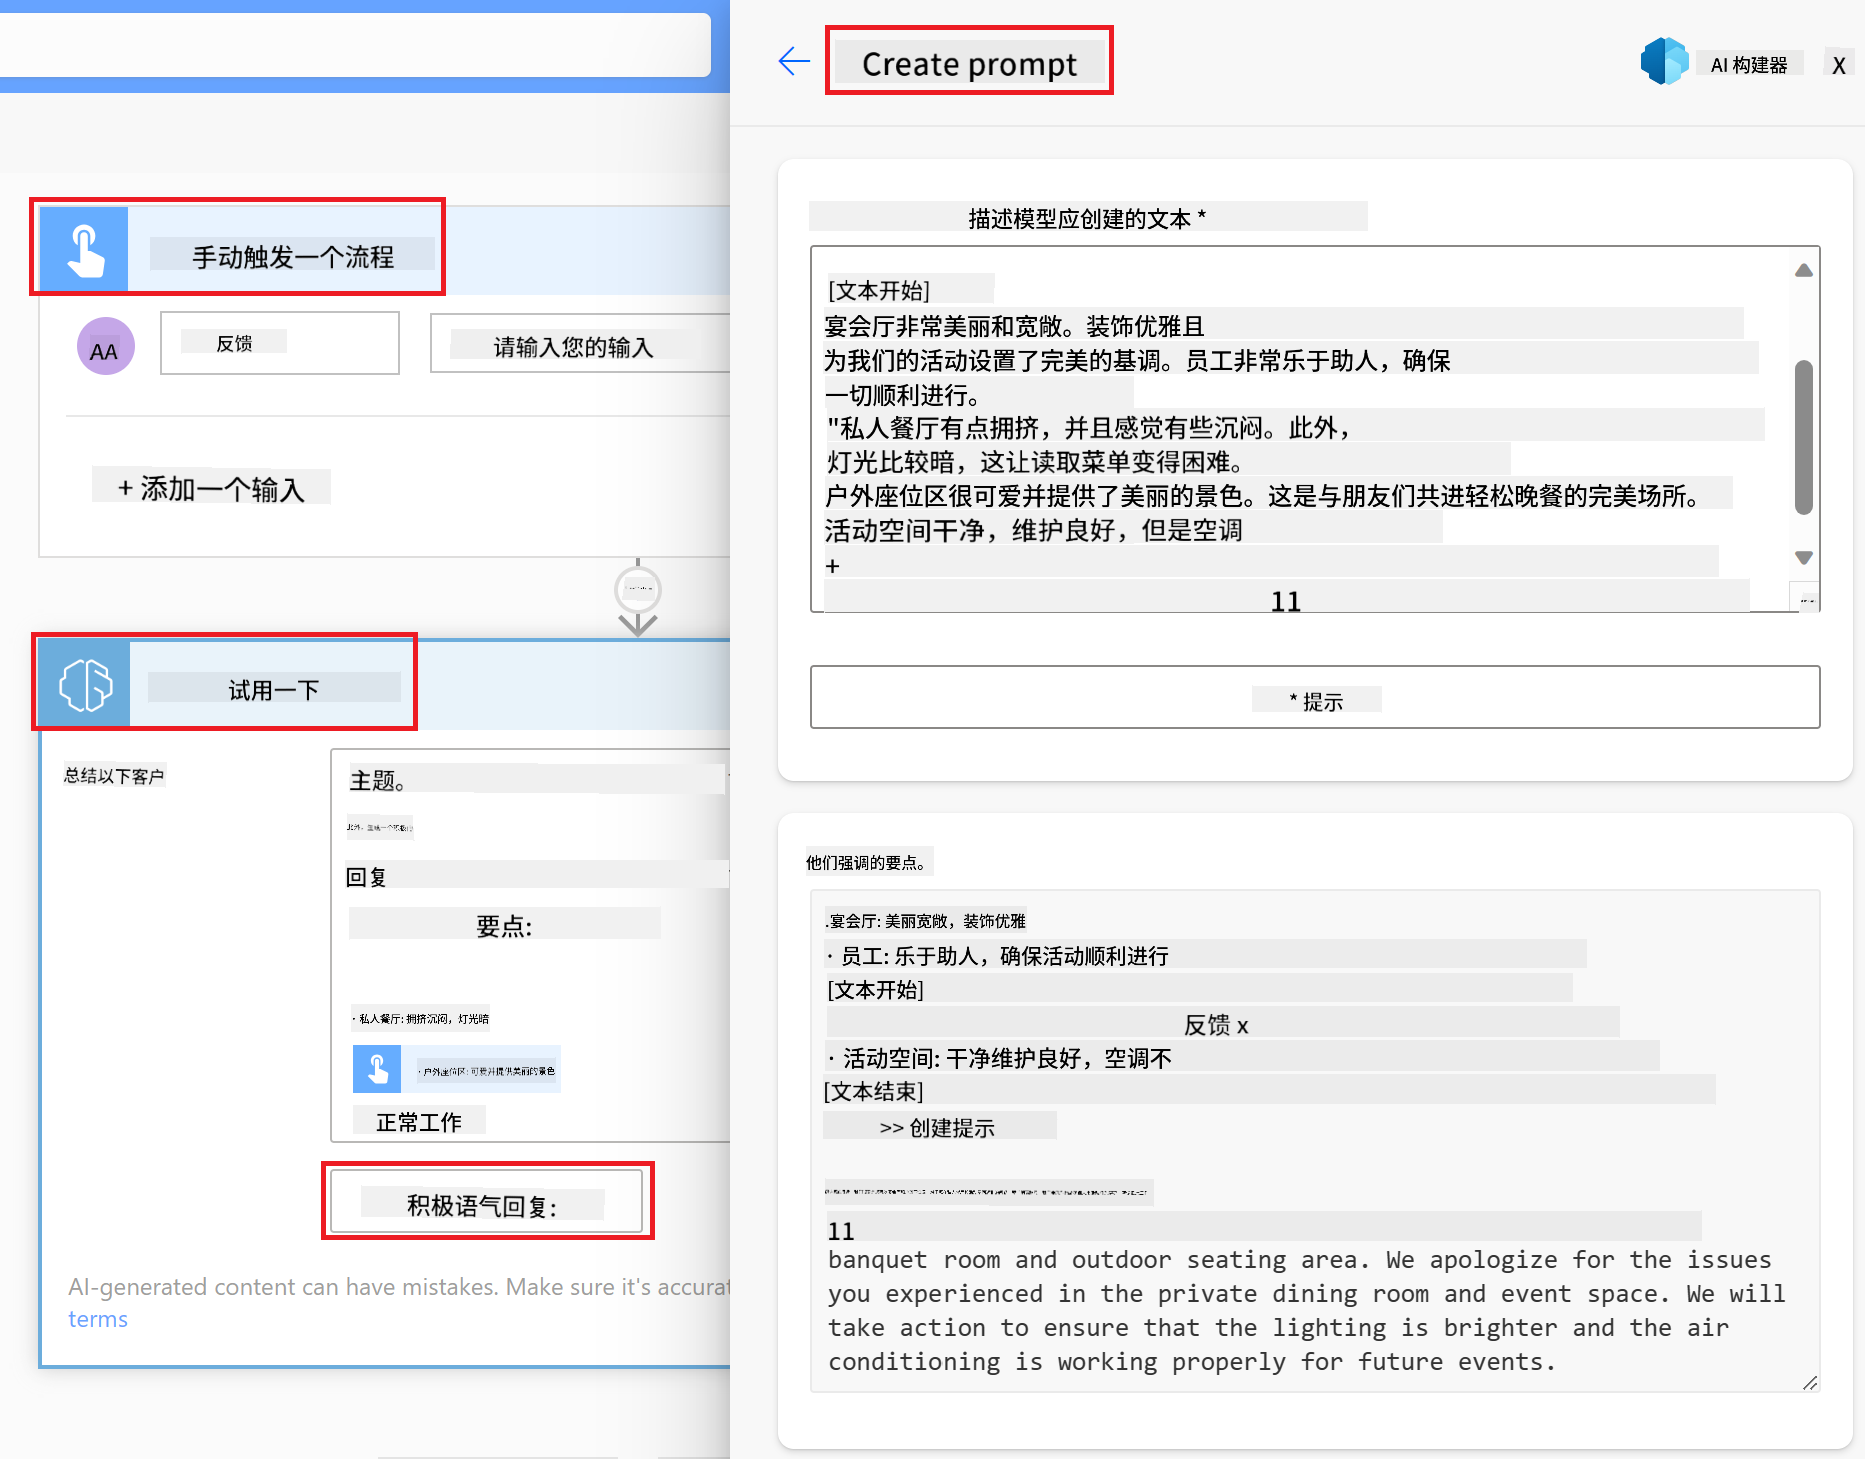 Create prompt
AI 构建器
X
手动触发一个流程
AA
反馈
请输入您的输入
+ 添加一个输入
试用一下
总结以下客户
主题。
回复
要点:
· 私人餐厅: 拥挤沉闷，灯光暗
· 户外座位区: 可爱并提供美丽的景色
正常工作
积极语气回复:
AI-generated content can have mistakes. Make sure it's accurat
terms
描述模型应创建的文本 *
[文本开始]
宴会厅非常美丽和宽敞。装饰优雅且
为我们的活动设置了完美的基调。员工非常乐于助人，确保
一切顺利进行。
"私人餐厅有点拥挤，并且感觉有些沉闷。此外，
灯光比较暗，这让读取菜单变得困难。
户外座位区很可爱并提供了美丽的景色。这是与朋友们共进轻松晚餐的完美场所。
活动空间干净，维护良好，但是空调
+
11
* 提示
他们强调的要点。
.宴会厅: 美丽宽敞，装饰优雅
· 员工: 乐于助人，确保活动顺利进行
[文本开始]
反馈 x
· 活动空间: 干净维护良好，空调不
[文本结束]
>> 创建提示
11
banquet room and outdoor seating area. We apologize for the issues
you experienced in the private dining room and event space. We will
take action to ensure that the lighting is brighter and the air
conditioning is working properly for future events.